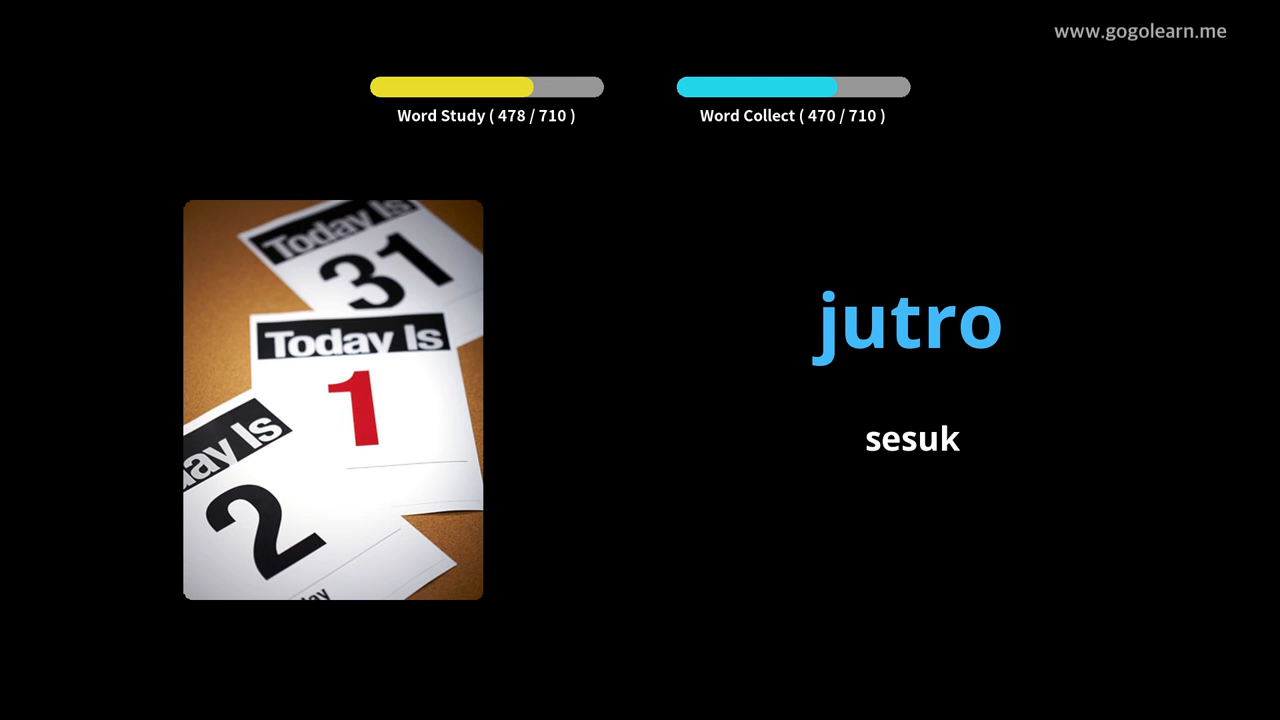 www.gogolearn.me
Word Study ( 478 / 710 )
Word Collect ( 470 / 710 )
Today Is
31
Today Is
1
ay Is
2
jutro
sesuk